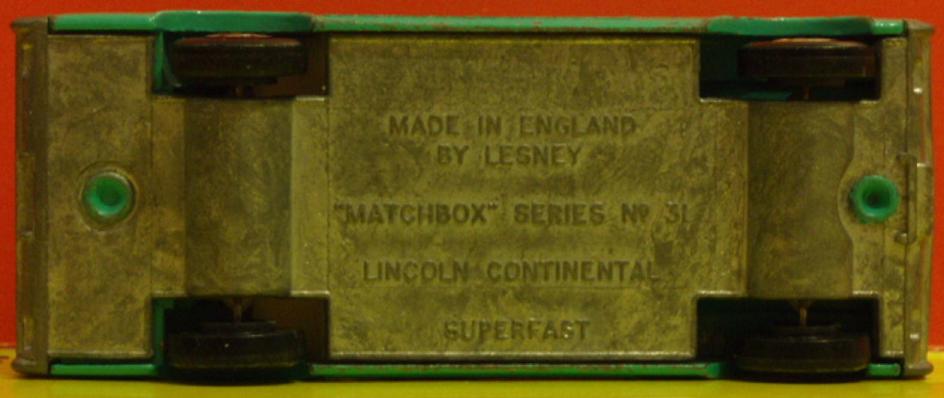 MADE IN ENGLAND
BY LESNEY
"MATCHBOX" SERIES Nº 31
LINCOLN CONTINENTAL
SUPERFAST